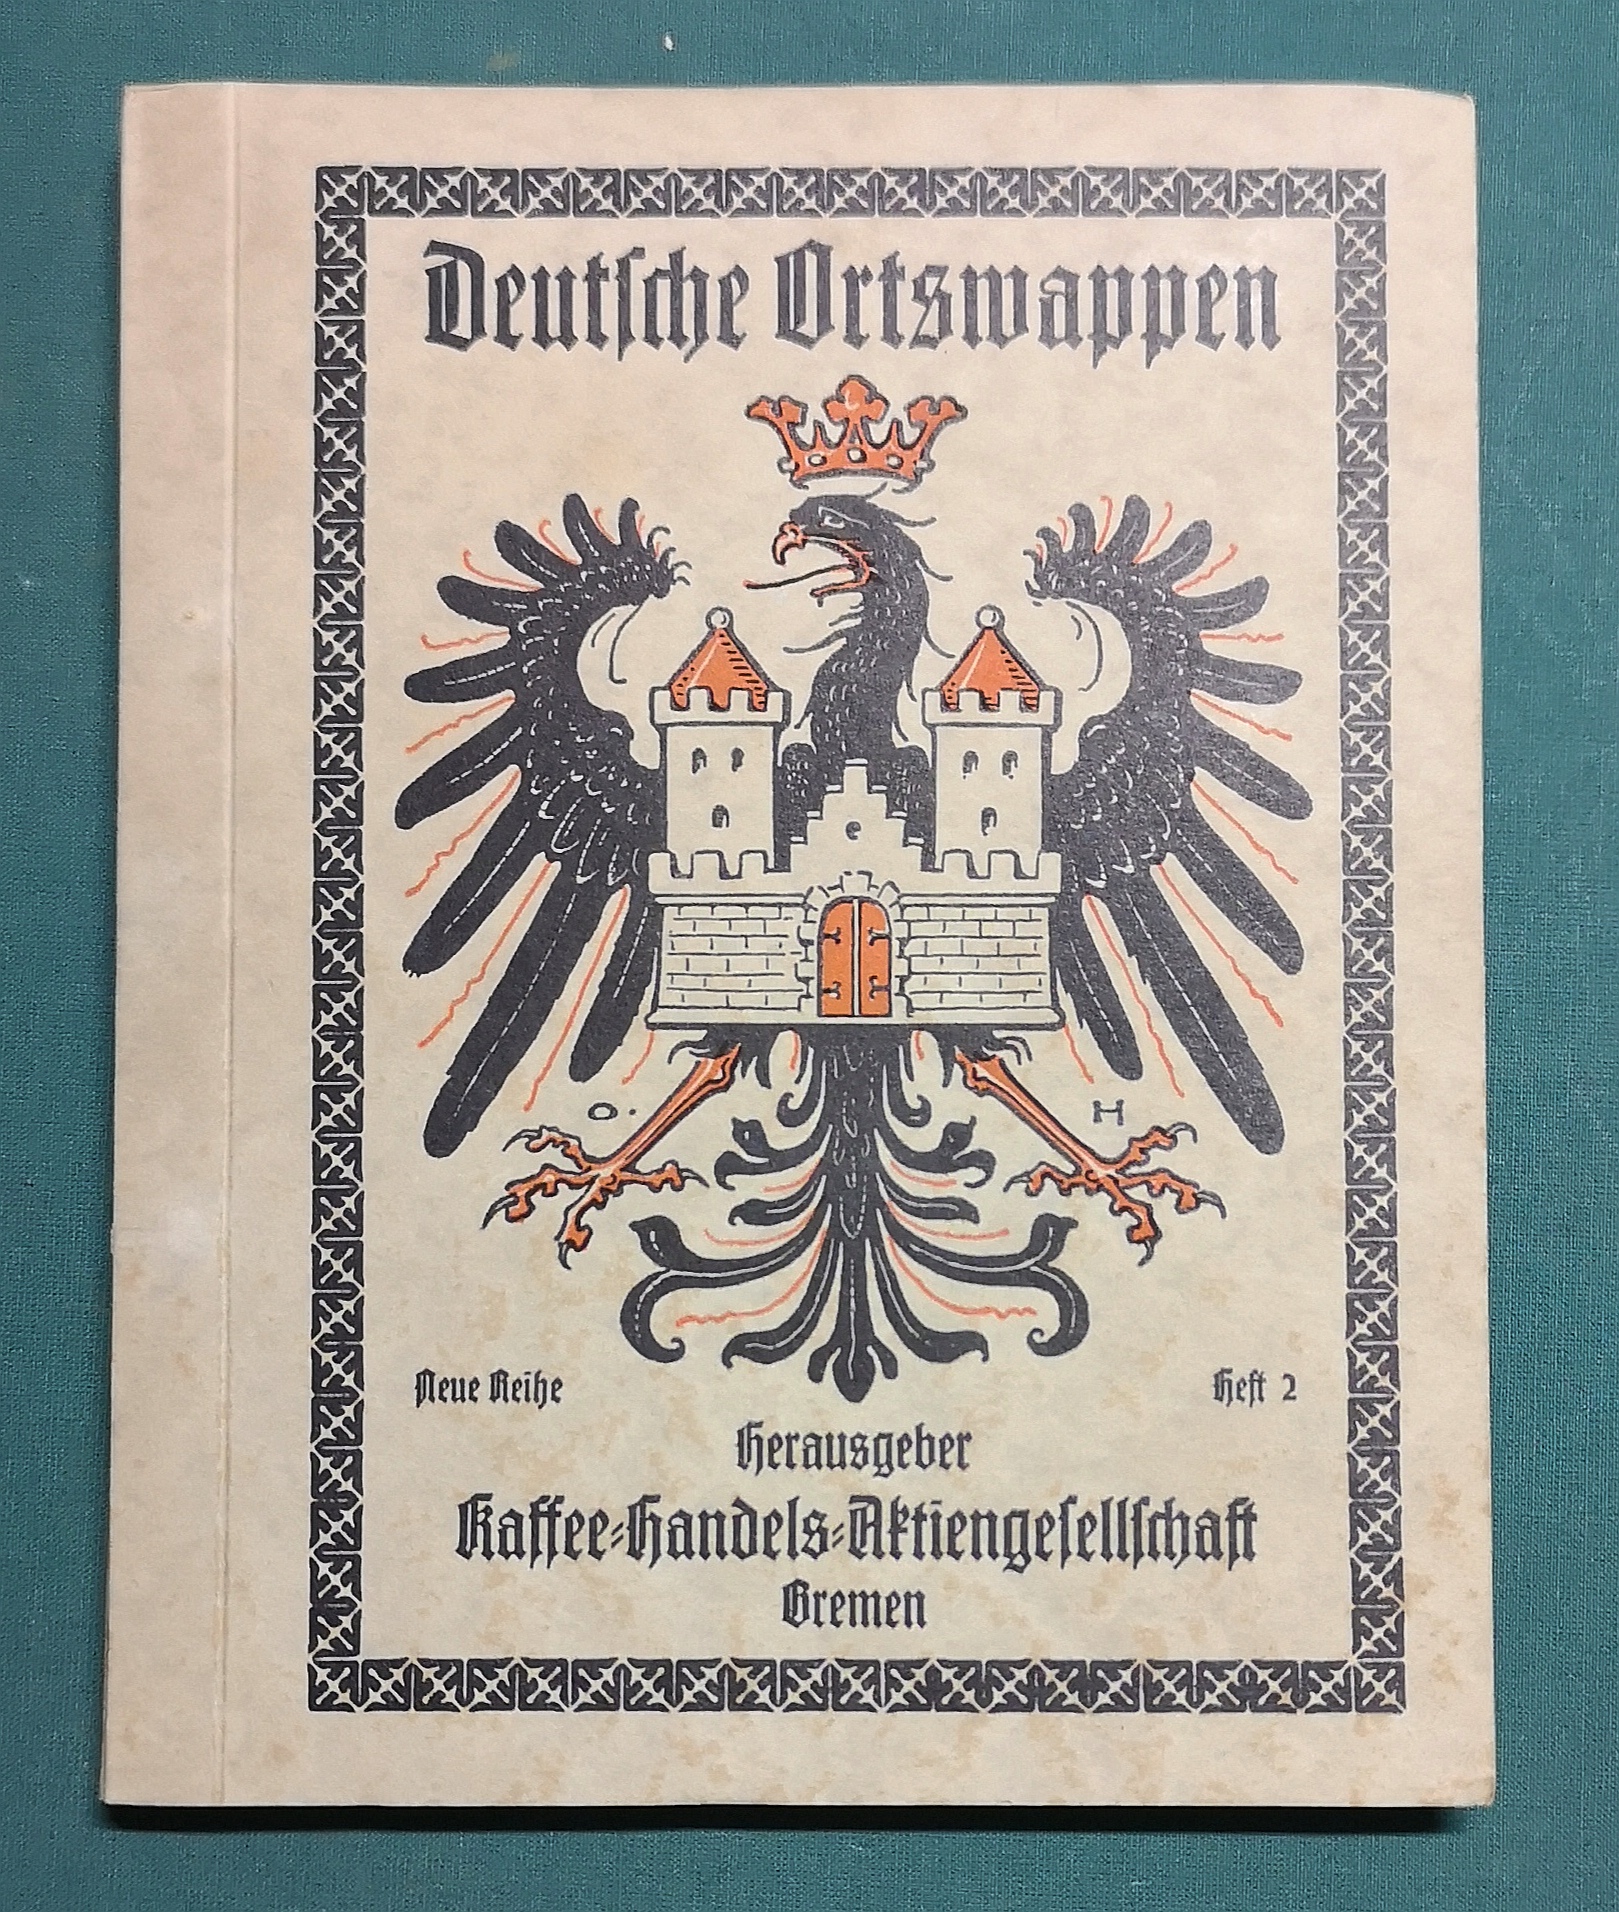 Deutſche Ortswappen
O. H
Neue Reihe Heft 2
Herausgeber
Kaffee-Handels-Aktiengeſellſchaft
Bremen